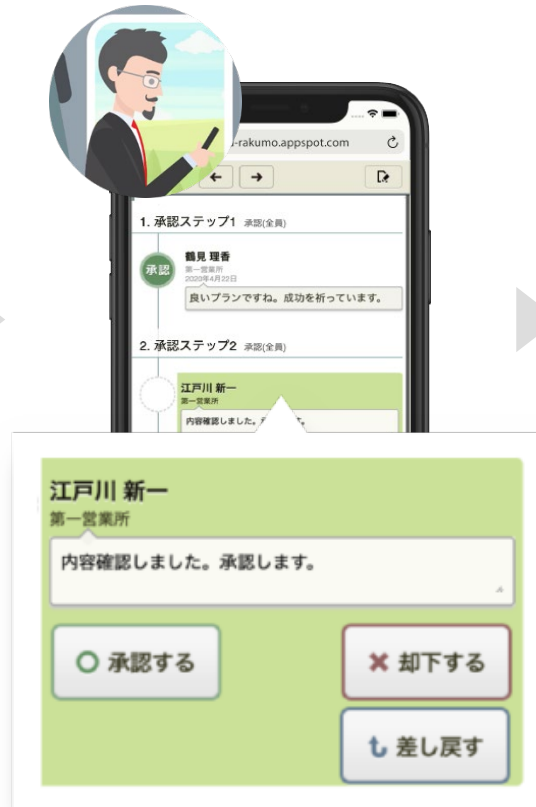 -rakumo.appspot.com
1. 承認ステップ1 承認(全員)
承認
鶴見 理香
第一営業所
2023年4月22日
良いプランですね。成功を祈っています。
2. 承認ステップ2 承認(全員)
江戸川 新一
第一営業所
内容確認しました。
江戸川 新一
第一営業所
内容確認しました。承認します。
承認する
却下する
差し戻す